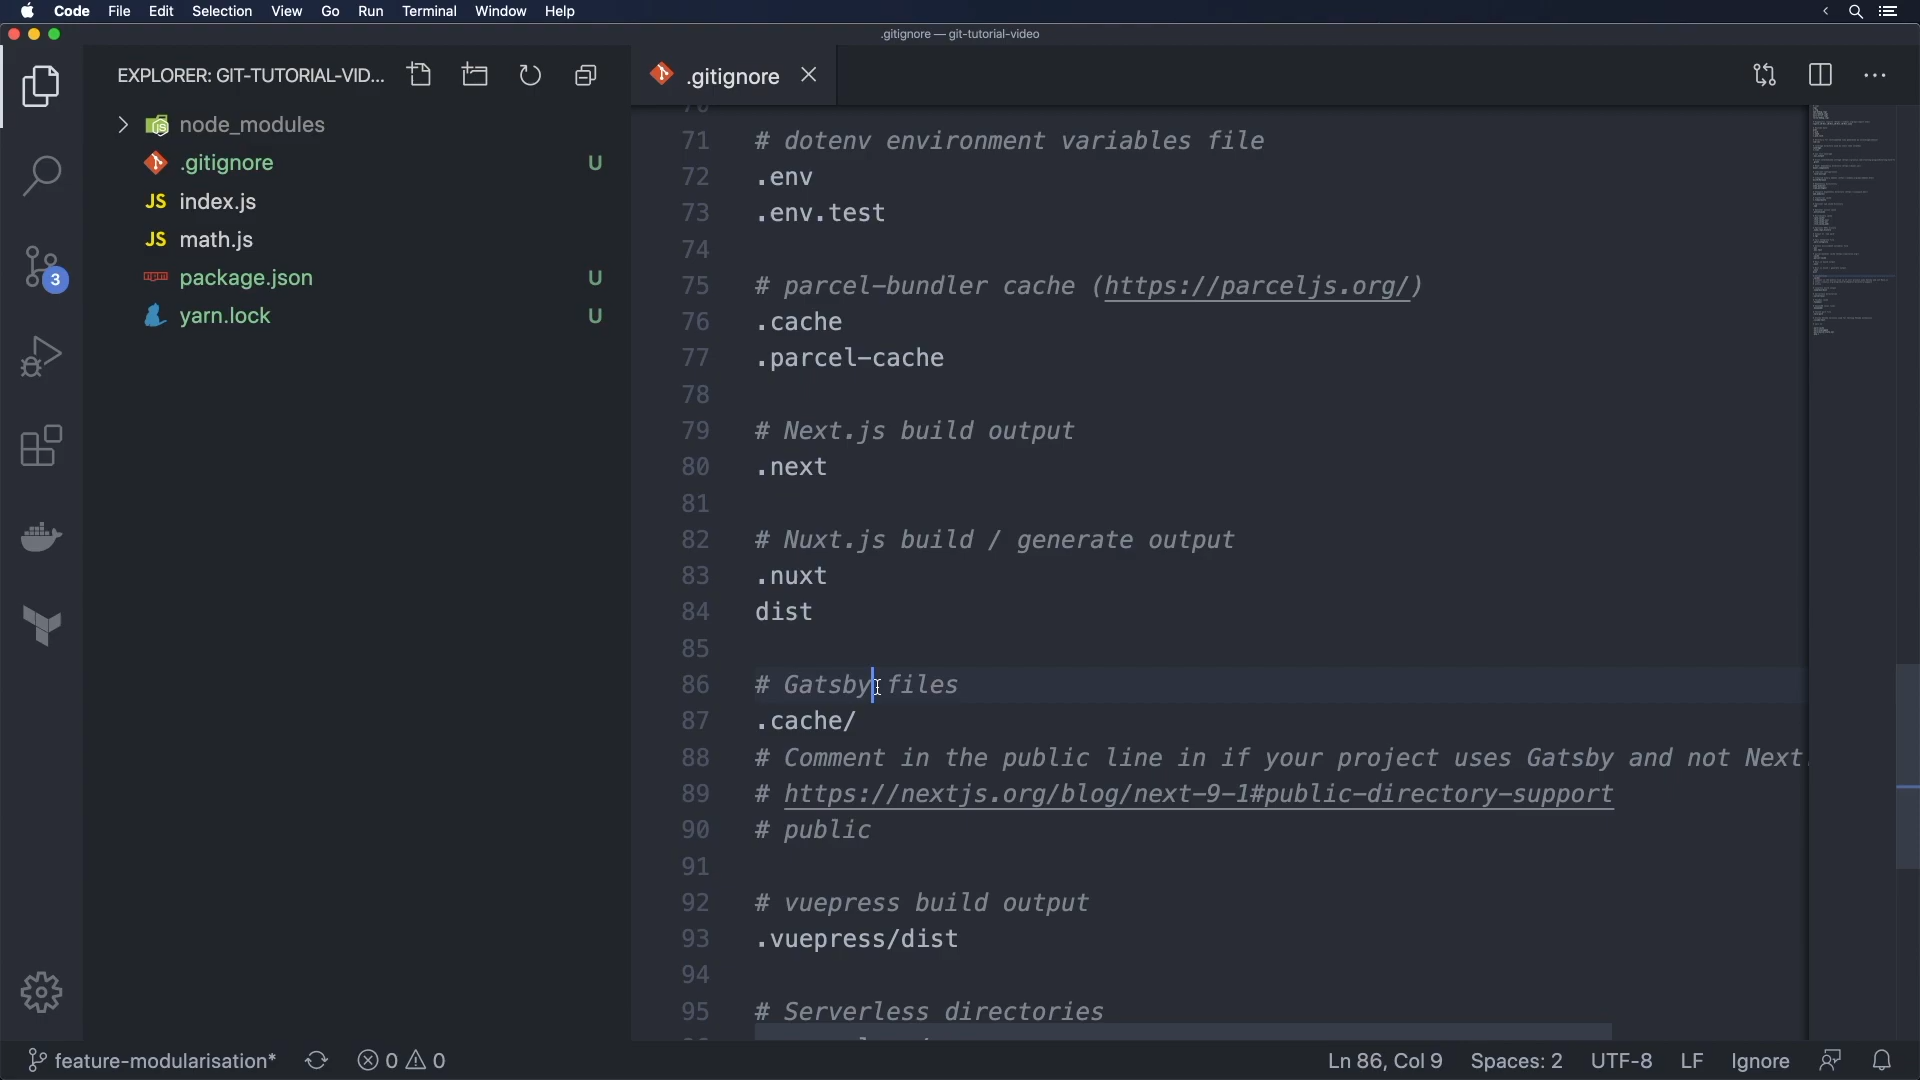 Code File Edit Selection View Go Run Terminal Window Help
.gitignore — git-tutorial-video
EXPLORER: GIT-TUTORIAL-VID...
node_modules
.gitignore U
JS index.js
JS math.js
package.json U
yarn.lock U
3
.gitignore
71 # dotenv environment variables file
72 .env
73 .env.test
74
75 # parcel-bundler cache (https://parceljs.org/)
76 .cache
77 .parcel-cache
78
79 # Next.js build output
80 .next
81
82 # Nuxt.js build / generate output
83 .nuxt
84 dist
85
86 # Gatsby files
87 .cache/
88 # Comment in the public line in if your project uses Gatsby and not Next.
89 # https://nextjs.org/blog/next-9-1#public-directory-support
90 # public
91
92 # vuepress build output
93 .vuepress/dist
94
95 # Serverless directories
feature-modularisation* 0 0 Ln 86, Col 9 Spaces: 2 UTF-8 LF Ignore